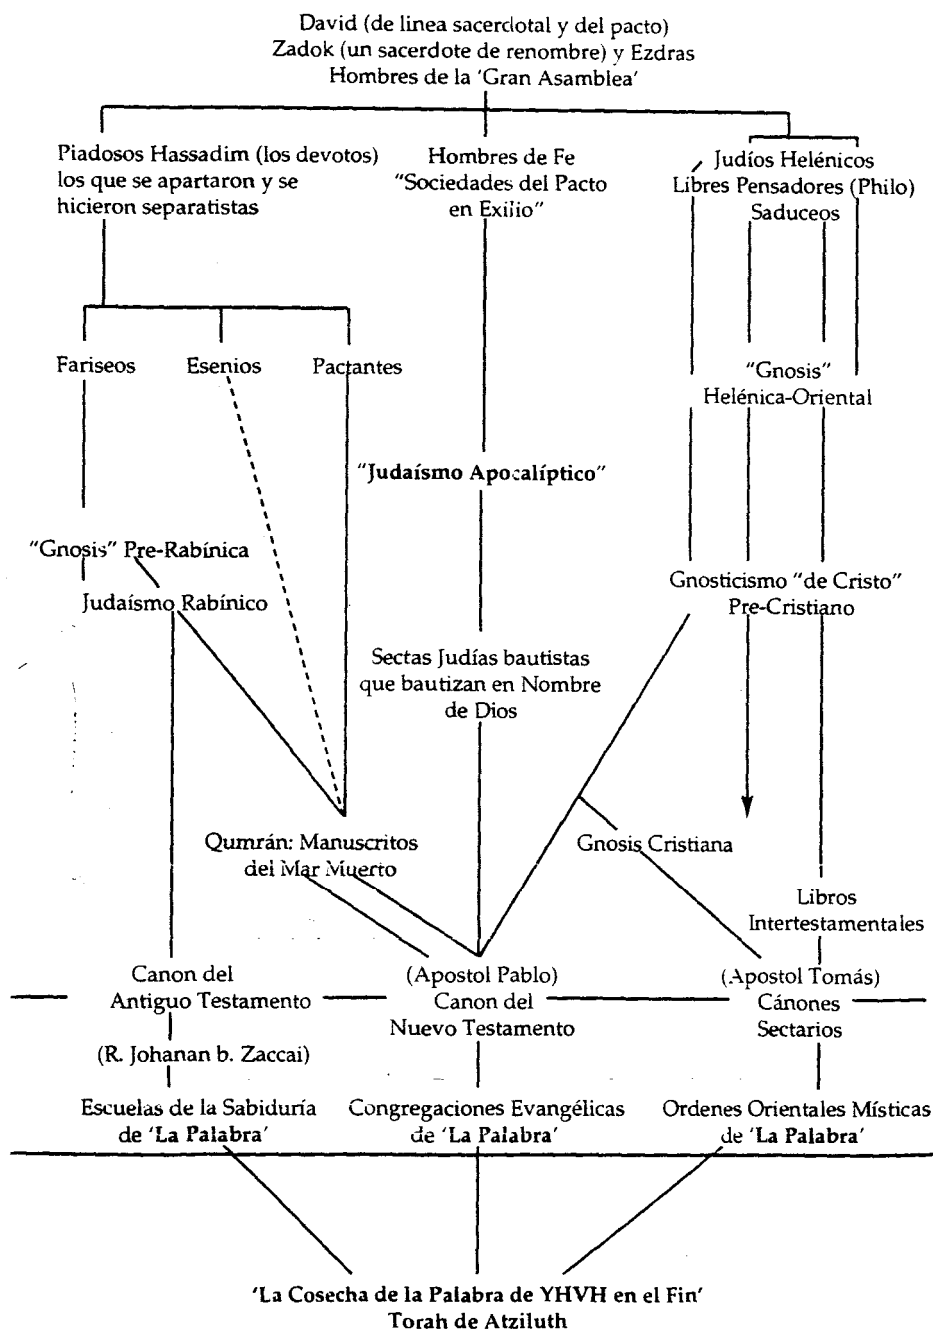 David (de linea sacerdotal y del pacto)
Zadok (un sacerdote de renombre) y Ezdras
Hombres de la 'Gran Asamblea'
Piadosos Hassadim (los devotos)
los que se apartaron y se
hicieron separatistas
Hombres de Fe
"Sociedades del Pacto
en Exilio"
Judíos Helénicos
Libres Pensadores (Philo)
Saduceos
Fariseos
Esenios
Pactantes
"Gnosis"
Helénica-Oriental
"Judaísmo Apocalíptico"
"Gnosis" Pre-Rabínica
Judaísmo Rabínico
Gnosticismo "de Cristo"
Pre-Cristiano
Sectas Judías bautistas
que bautizan en Nombre
de Dios
Qumrán: Manuscritos
del Mar Muerto
Gnosis Cristiana
Libros
Intertestamentales
Canon del
Antiguo Testamento
(Apostol Pablo)
Canon del
Nuevo Testamento
(Apostol Tomás)
Cánones
Sectarios
(R. Johanan b. Zaccai)
Escuelas de la Sabiduría
de 'La Palabra'
Congregaciones Evangélicas
de 'La Palabra'
Ordenes Orientales Místicas
de 'La Palabra'
'La Cosecha de la Palabra de YHVH en el Fin'
Torah de Atziluth